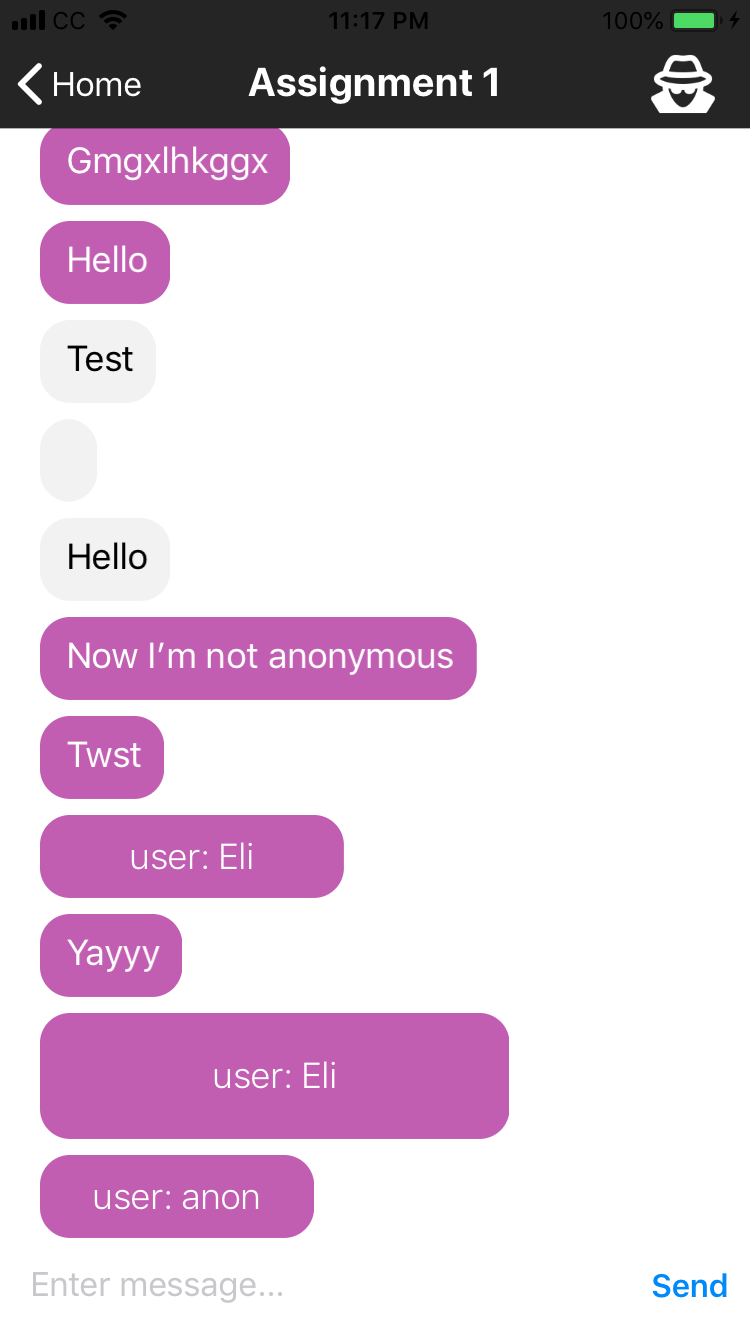 CC 11:17 PM 100%
Home Assignment 1
Gmgxlhkggx
Hello
Test
Hello
Now I’m not anonymous
Twst
user: Eli
Yayyy
user: Eli
user: anon
Enter message... Send